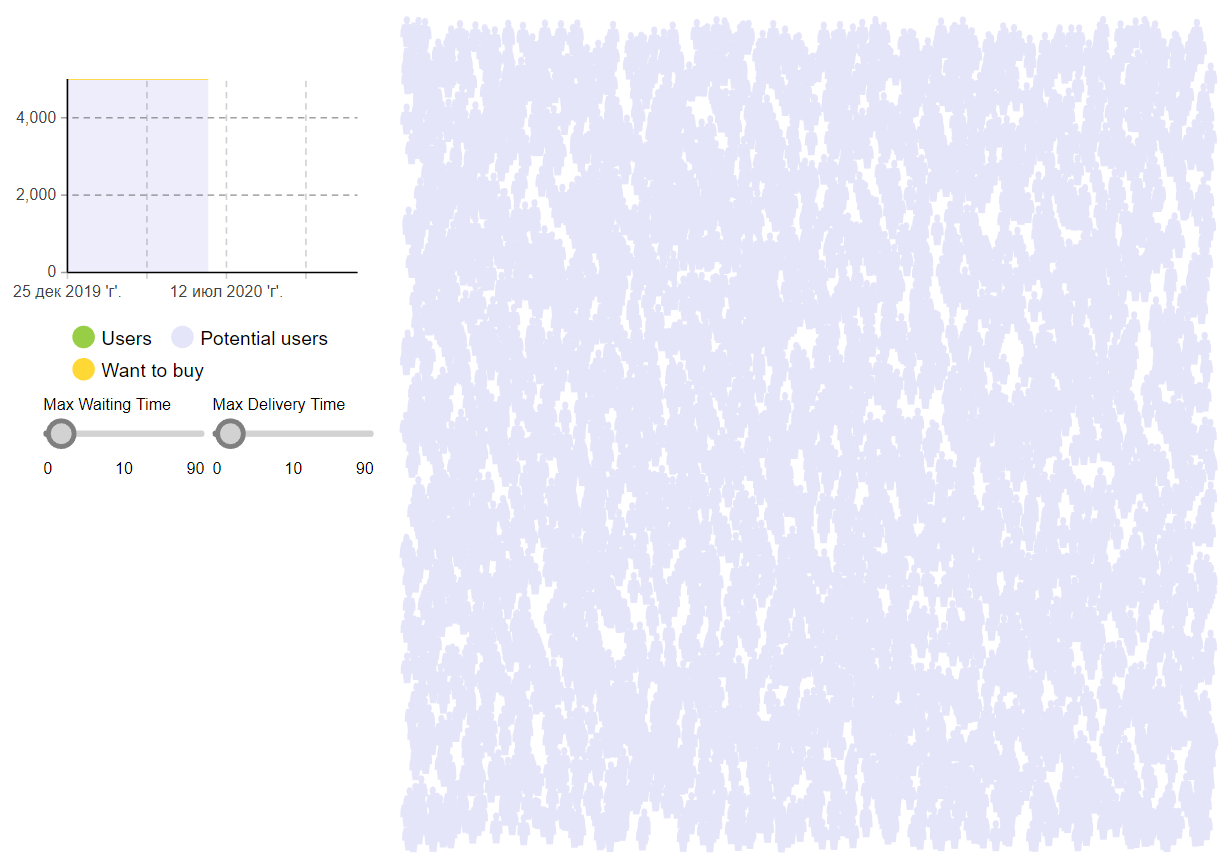 4,000
2,000
0
25 дек 2019 'г'.
12 июл 2020 'г'.
Users
Potential users
Want to buy
Max Waiting Time
Max Delivery Time
0 10 90
0 10 90